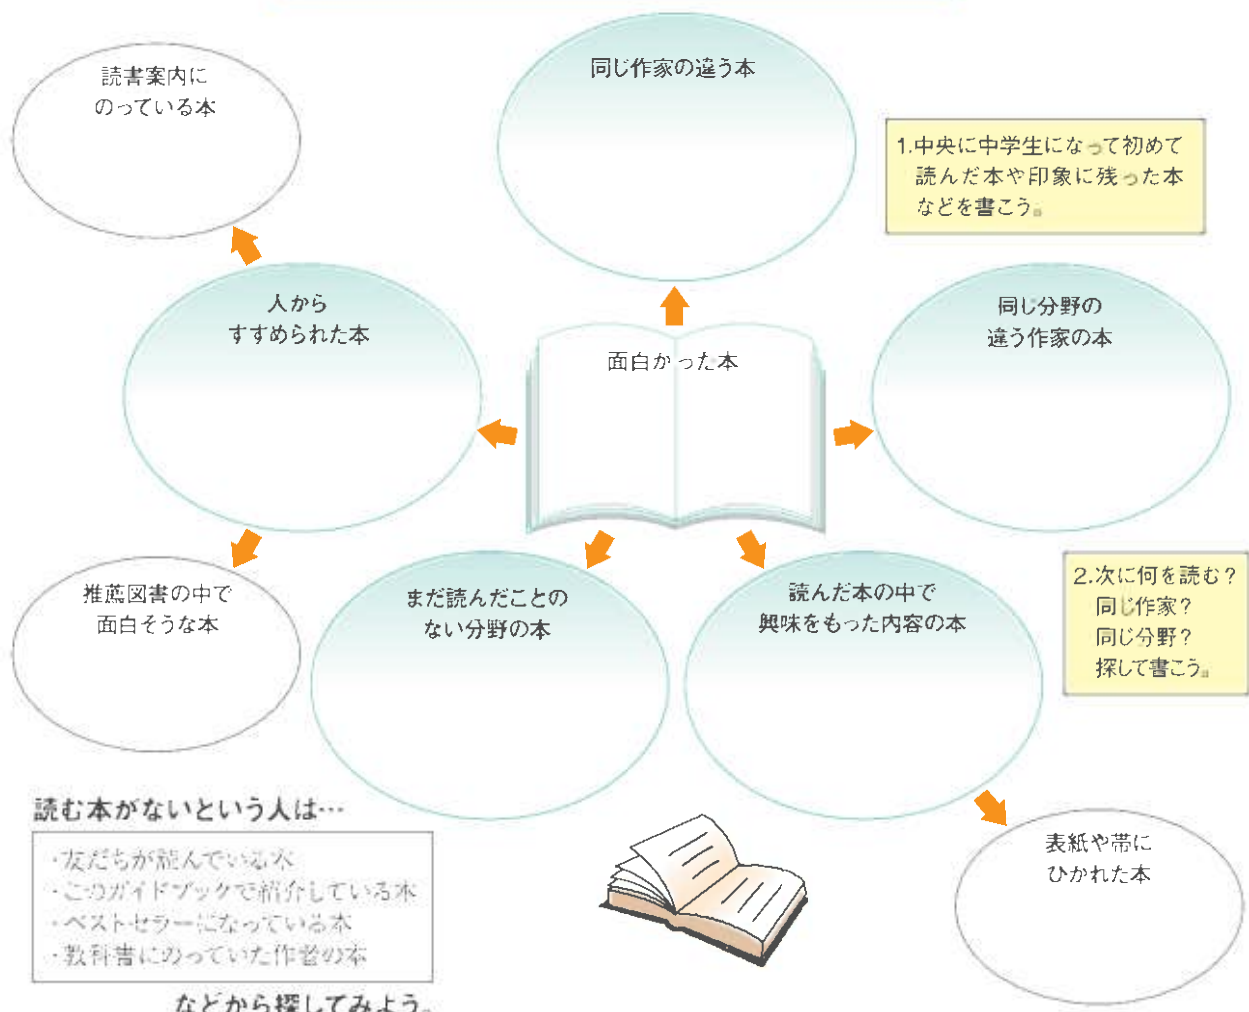 同じ作家の違う本
読書案内に
のっている本
1.中央に中学生になって初めて
読んだ本や印象に残った本
などを書こう。
人から
すすめられた本
面白かった本
同じ分野の
違う作家の本
推薦図書の中で
面白そうな本
まだ読んだことの
ない分野の本
読んだ本の中で
興味をもった内容の本
2.次に何を読む?
同じ作家?
同じ分野?
探して書こう。
読む本がないという人は…
・友だちが読んでいる本
・このガイドブックで紹介している本
・ベストセラーになっている本
・教科書にのっていた作者の本
などから探してみよう。
表紙や帯に
ひかれた本